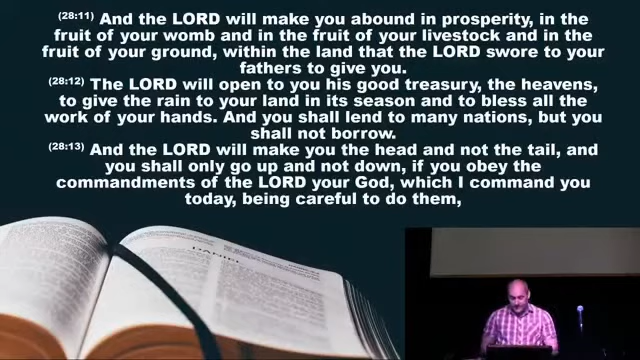 (28:11) And the LORD will make you abound in prosperity, in the
fruit of your womb and in the fruit of your livestock and in the
fruit of your ground, within the land that the LORD swore to your
fathers to give you.
(28:12) The LORD will open to you his good treasury, the heavens,
to give the rain to your land in its season and to bless all the
work of your hands. And you shall lend to many nations, but you
shall not borrow.
(28:13) And the LORD will make you the head and not the tail, and
you shall only go up and not down, if you obey the
commandments of the LORD your God, which I command you
today, being careful to do them,
DANIEL